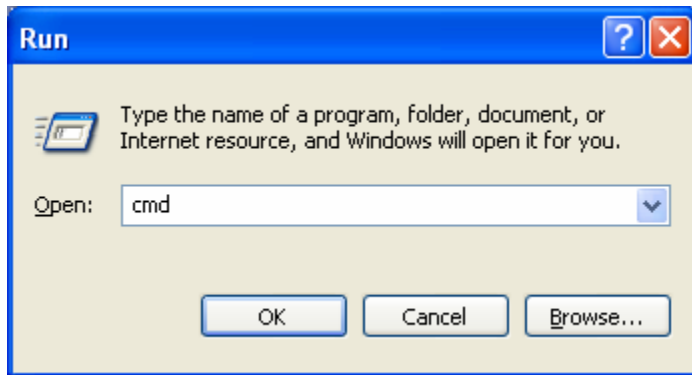 Run
Type the name of a program, folder, document, or
Internet resource, and Windows will open it for you.
Open: cmd
OK Cancel Browse...